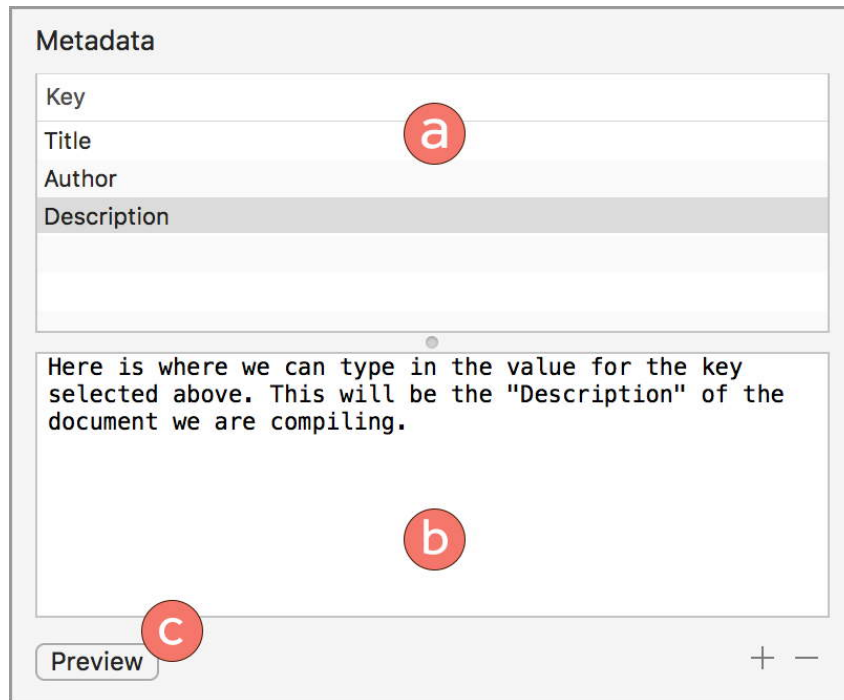 Metadata
Key
a
Title
Author
Description
Here is where we can type in the value for the key
selected above. This will be the "Description" of the
document we are compiling.
b
c
Preview
+ −